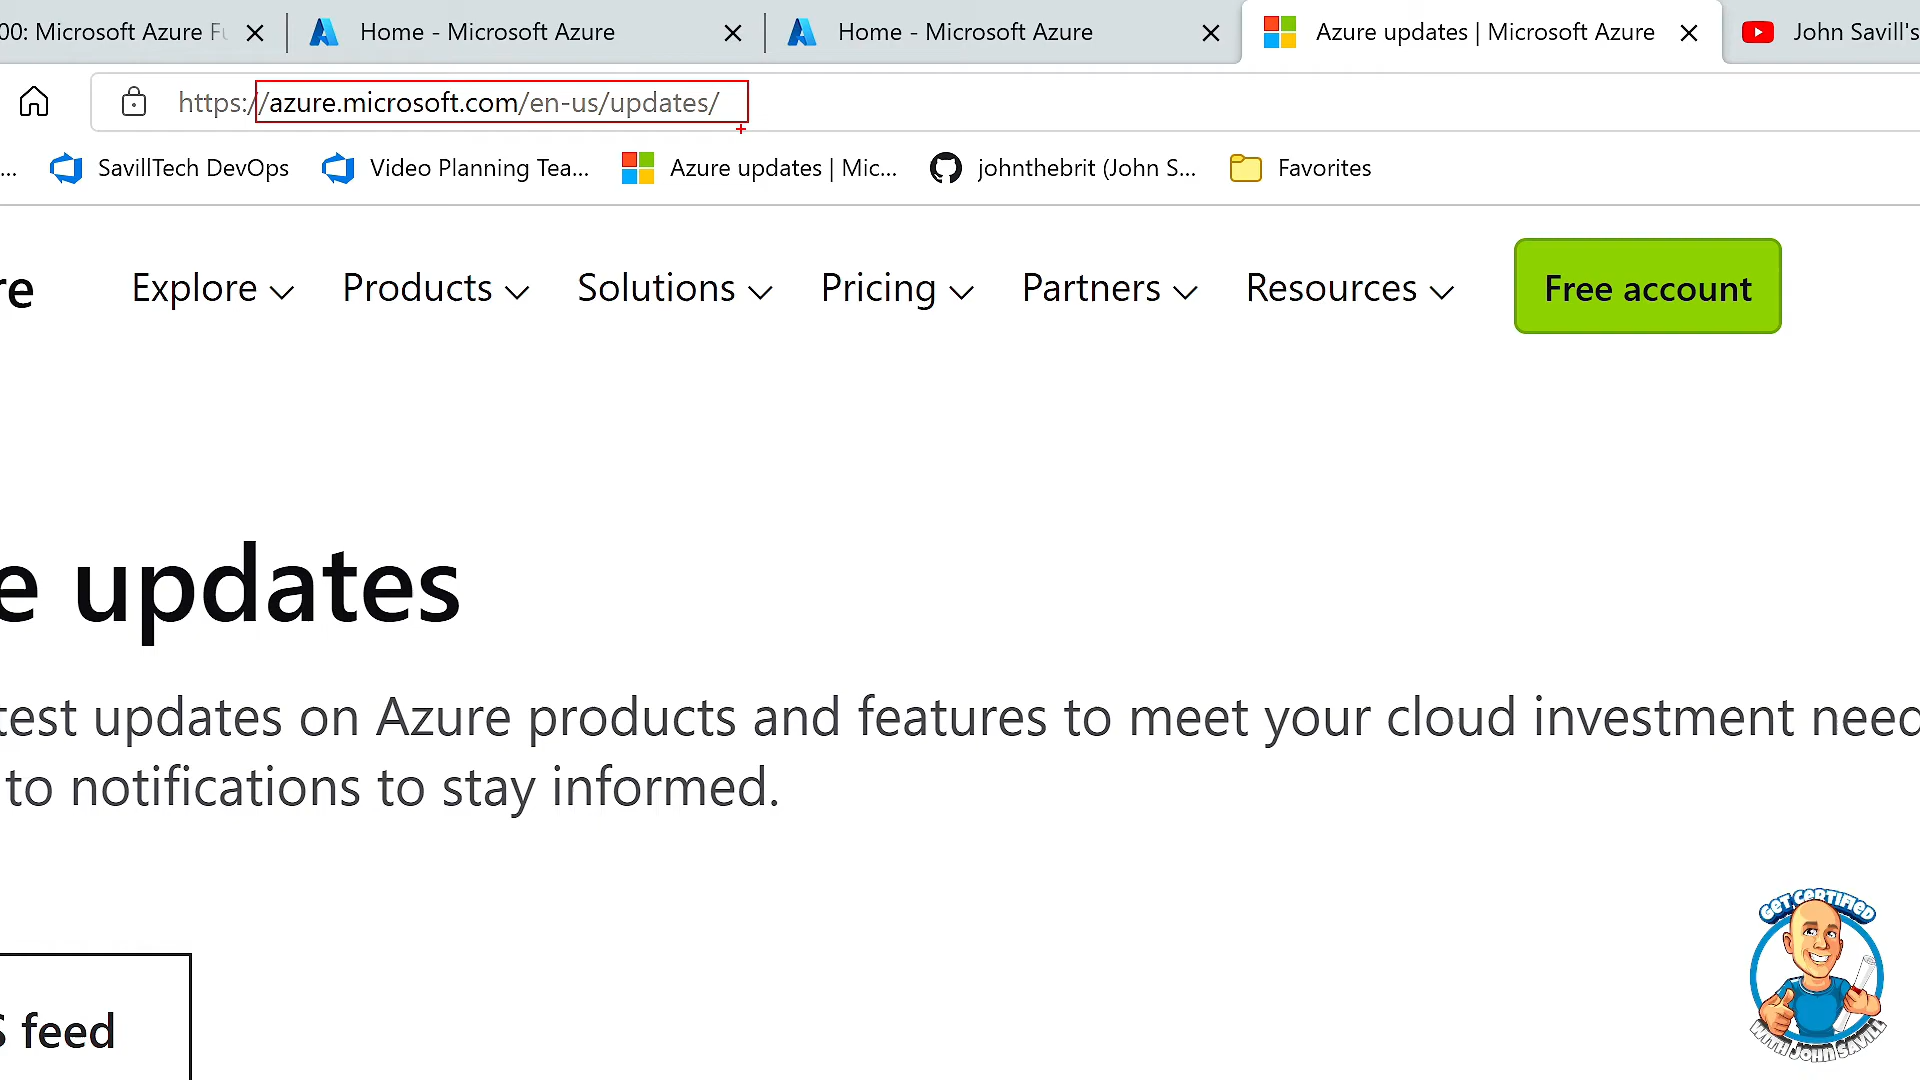 00: Microsoft Azure Fu
Home - Microsoft Azure
Home - Microsoft Azure
Azure updates | Microsoft Azure
John Savill's
https://azure.microsoft.com/en-us/updates/
... SavillTech DevOps
Video Planning Tea...
Azure updates | Mic...
johnthebrit (John S...
Favorites
re
Explore
Products
Solutions
Pricing
Partners
Resources
Free account
e updates
test updates on Azure products and features to meet your cloud investment need
to notifications to stay informed.
S feed
GET CERTIFIED
WITH JOHN SAVILL